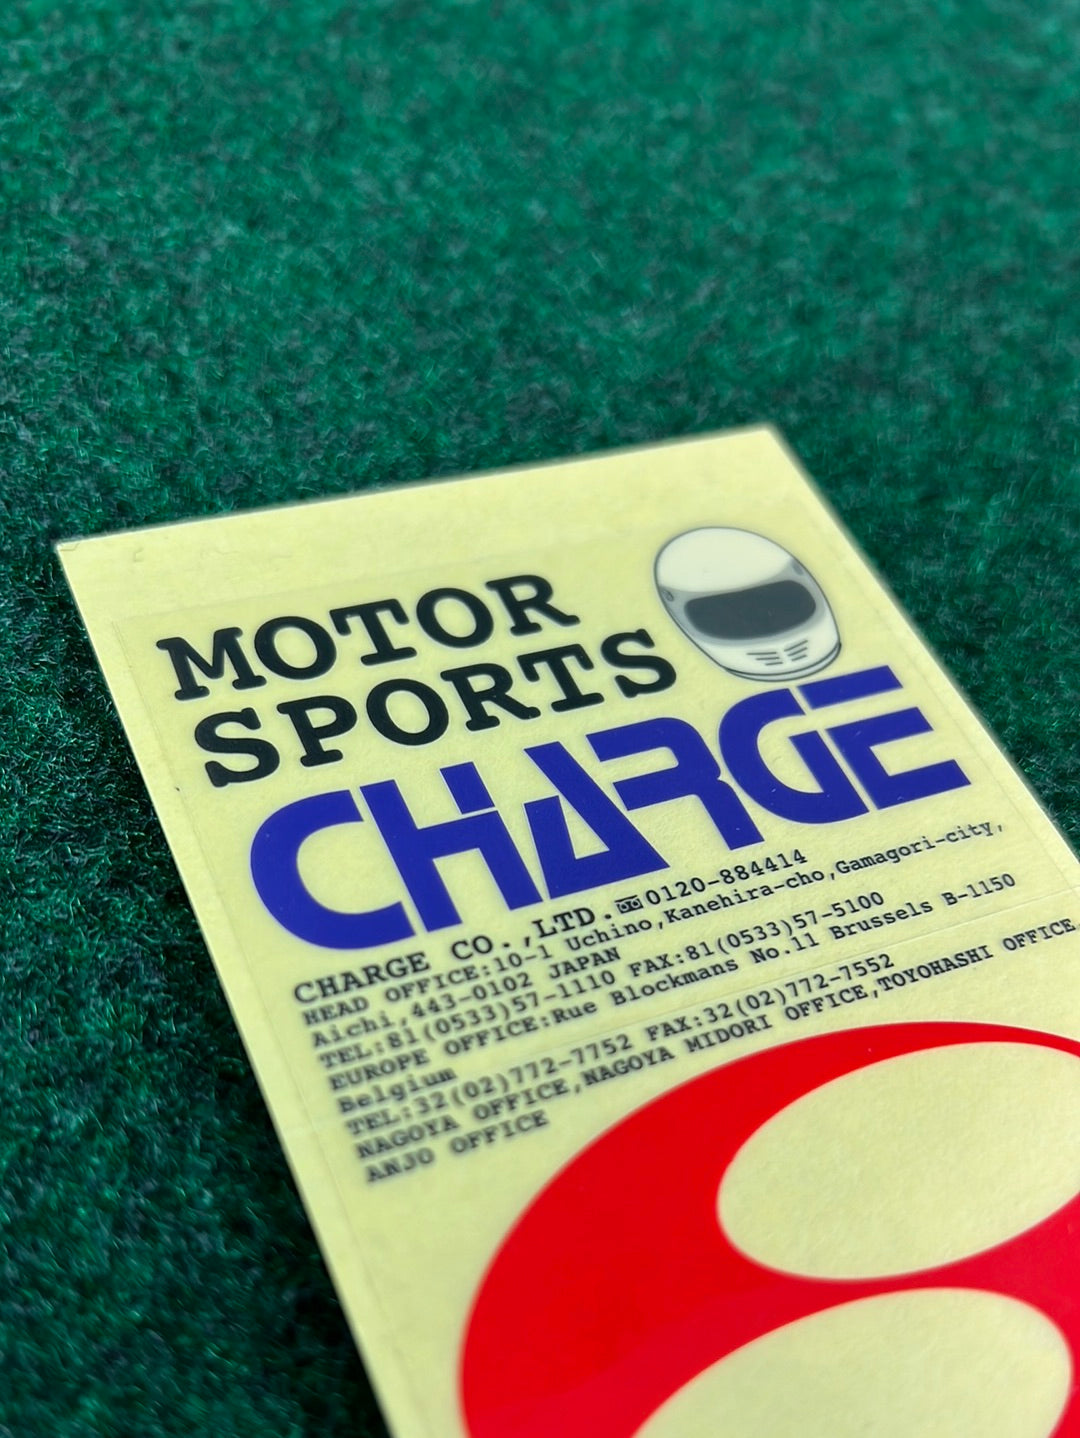 MOTOR
SPORTS
CHARGE
CHARGE CO.,LTD. 0120-884414
HEAD OFFICE:10-1 Uchino,Kanehira-cho,Gamagori-city,
Aichi,443-0102 JAPAN
TEL:81(0533)57-1110 FAX:81(0533)57-5100
EUROPE OFFICE:Rue Blockmans No.11 Brussels B-1150
Belgium
TEL:32(02)772-7752 FAX:32(02)772-7552
NAGOYA OFFICE,NAGOYA MIDORI OFFICE,TOYOHASHI OFFICE,
ANJO OFFICE